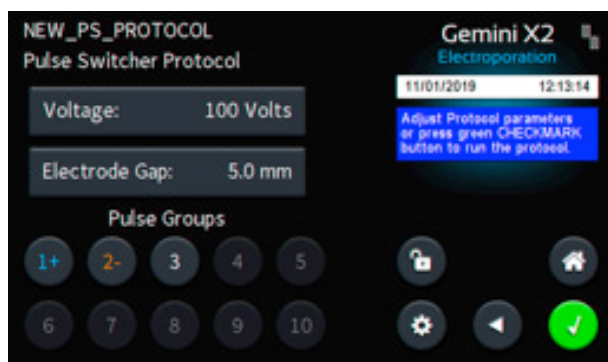 NEW_PS_PROTOCOL
Pulse Switcher Protocol
Voltage: 100 Volts
Electrode Gap: 5.0 mm
Pulse Groups
1+ 2- 3 4 5
6 7 8 9 10
Gemini X2
Electroporation
11/01/2019 12:13:14
Adjust Protocol parameters
or press green CHECKMARK
button to run the protocol.